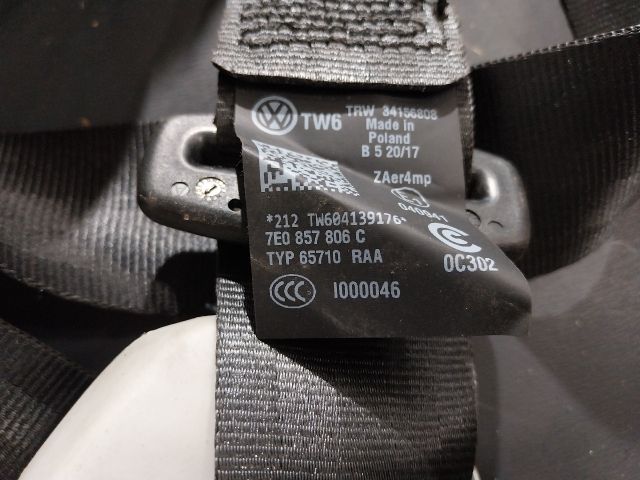 TW6
TRW 34156808
Made in
Poland
B 5 20/17
ZAer4mp
040941
*212 TW604139176*
7E0 857 806 C
TYP 65710 RAA
0C302
CCC
I000046